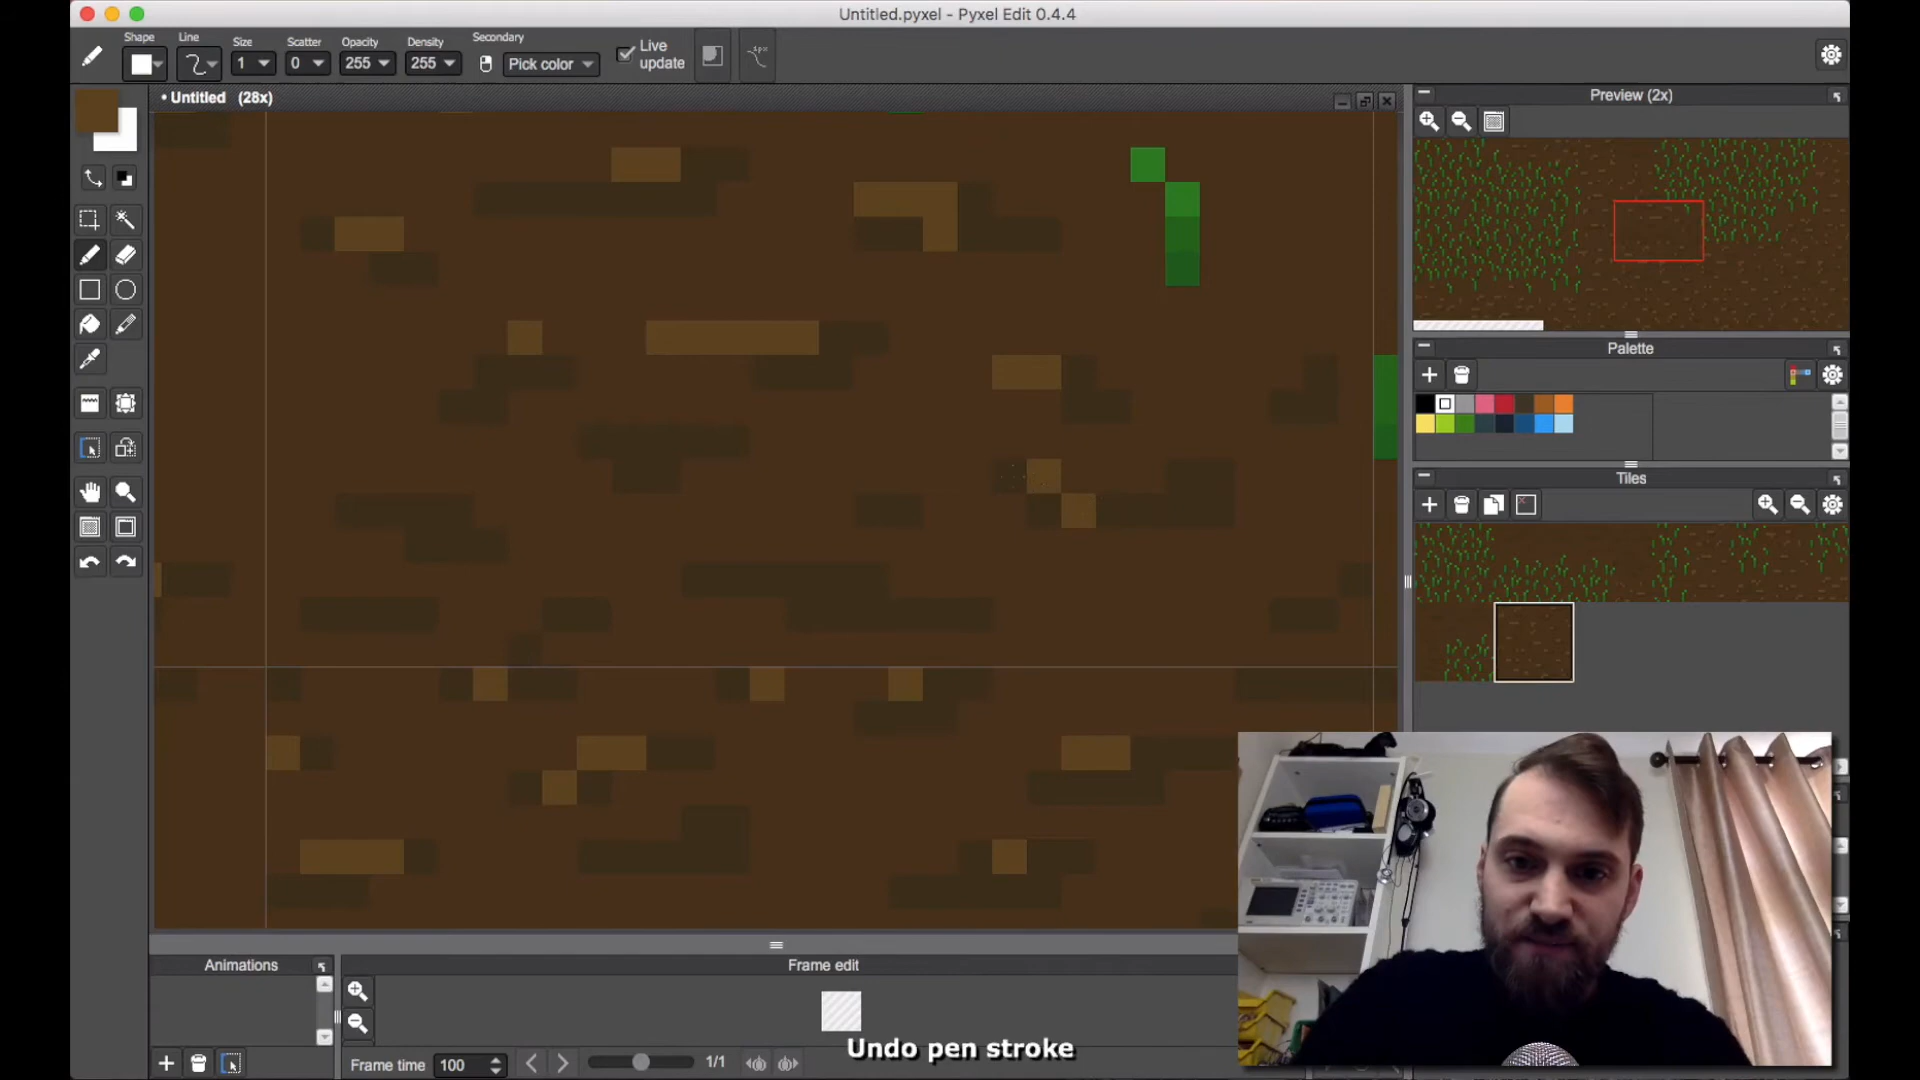 Untitled.pyxel - Pyxel Edit 0.4.4
Shape
Line
Size
Scatter
Opacity
Density
Secondary
1
0
255
255
Pick color
Live update
• Untitled (28x)
Preview (2x)
Palette
Tiles
Animations
Frame edit
Undo pen stroke
Frame time
100
1/1